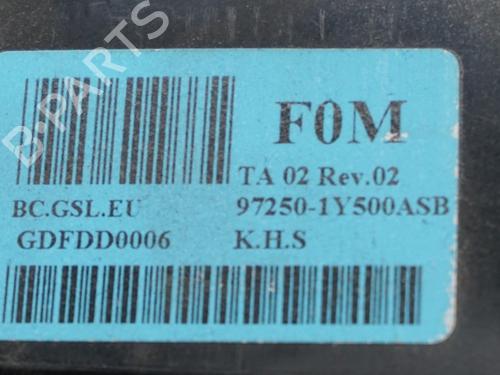 B-PARTS
F0M
TA 02 Rev.02
BC.GSL.EU 97250-1Y500ASB
GDFDD0006 K.H.S